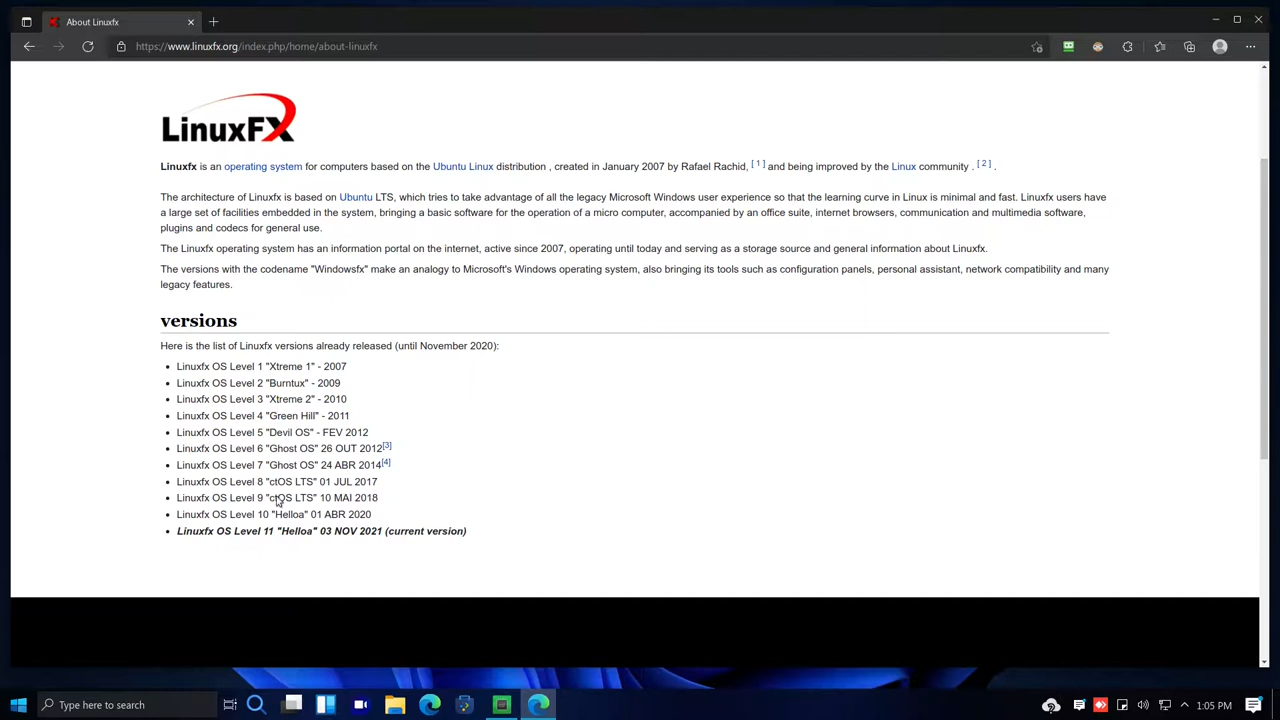 About Linuxfx
https://www.linuxfx.org/index.php/home/about-linuxfx
LinuxFX
Linuxfx is an operating system for computers based on the Ubuntu Linux distribution , created in January 2007 by Rafael Rachid, [ 1 ] and being improved by the Linux community . [ 2 ] .
The architecture of Linuxfx is based on Ubuntu LTS, which tries to take advantage of all the legacy Microsoft Windows user experience so that the learning curve in Linux is minimal and fast. Linuxfx users have
a large set of facilities embedded in the system, bringing a basic software for the operation of a micro computer, accompanied by an office suite, internet browsers, communication and multimedia software,
plugins and codecs for general use.
The Linuxfx operating system has an information portal on the internet, active since 2007, operating until today and serving as a storage source and general information about Linuxfx.
The versions with the codename "Windowsfx" make an analogy to Microsoft's Windows operating system, also bringing its tools such as configuration panels, personal assistant, network compatibility and many
legacy features.
versions
Here is the list of Linuxfx versions already released (until November 2020):
• Linuxfx OS Level 1 "Xtreme 1" - 2007
• Linuxfx OS Level 2 "Burntux" - 2009
• Linuxfx OS Level 3 "Xtreme 2" - 2010
• Linuxfx OS Level 4 "Green Hill" - 2011
• Linuxfx OS Level 5 "Devil OS" - FEV 2012
• Linuxfx OS Level 6 "Ghost OS" 26 OUT 2012[3]
• Linuxfx OS Level 7 "Ghost OS" 24 ABR 2014[4]
• Linuxfx OS Level 8 "ctOS LTS" 01 JUL 2017
• Linuxfx OS Level 9 "ctOS LTS" 10 MAI 2018
• Linuxfx OS Level 10 "Helloa" 01 ABR 2020
• Linuxfx OS Level 11 "Helloa" 03 NOV 2021 (current version)
Type here to search
1:05 PM